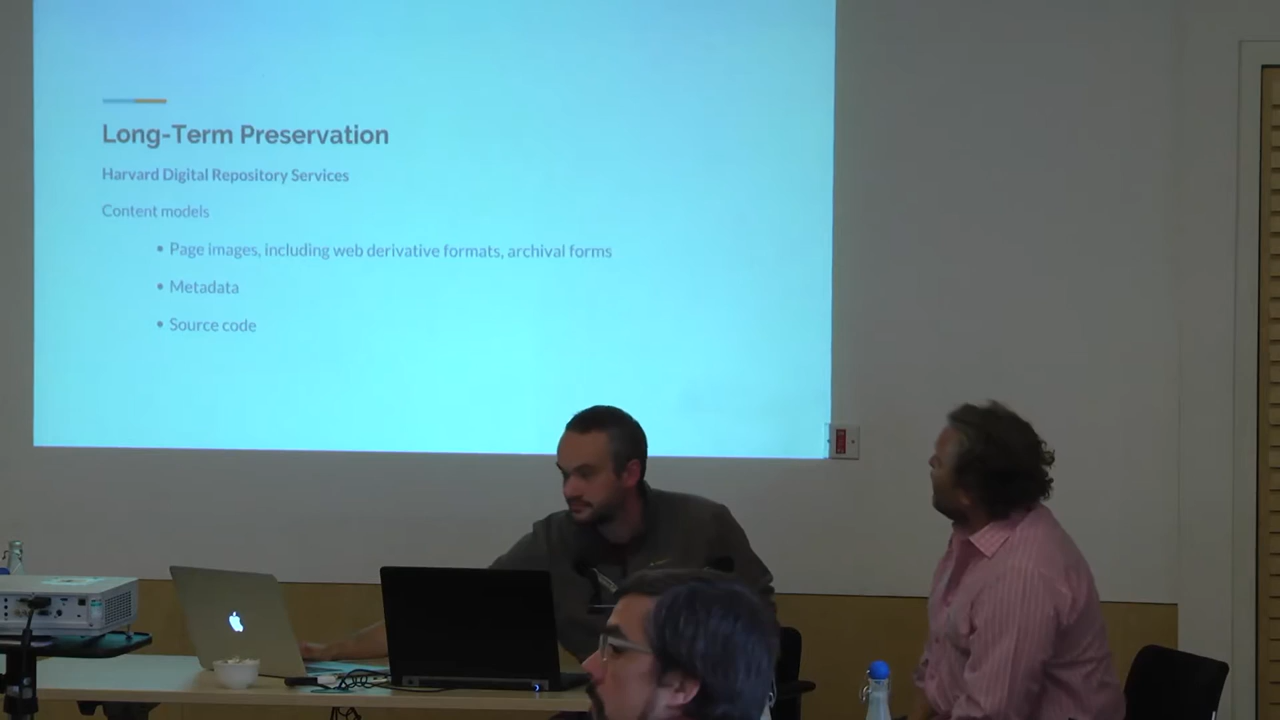 Long-Term Preservation
Harvard Digital Repository Services
Content models
• Page images, including web derivative formats, archival forms
• Metadata
• Source code